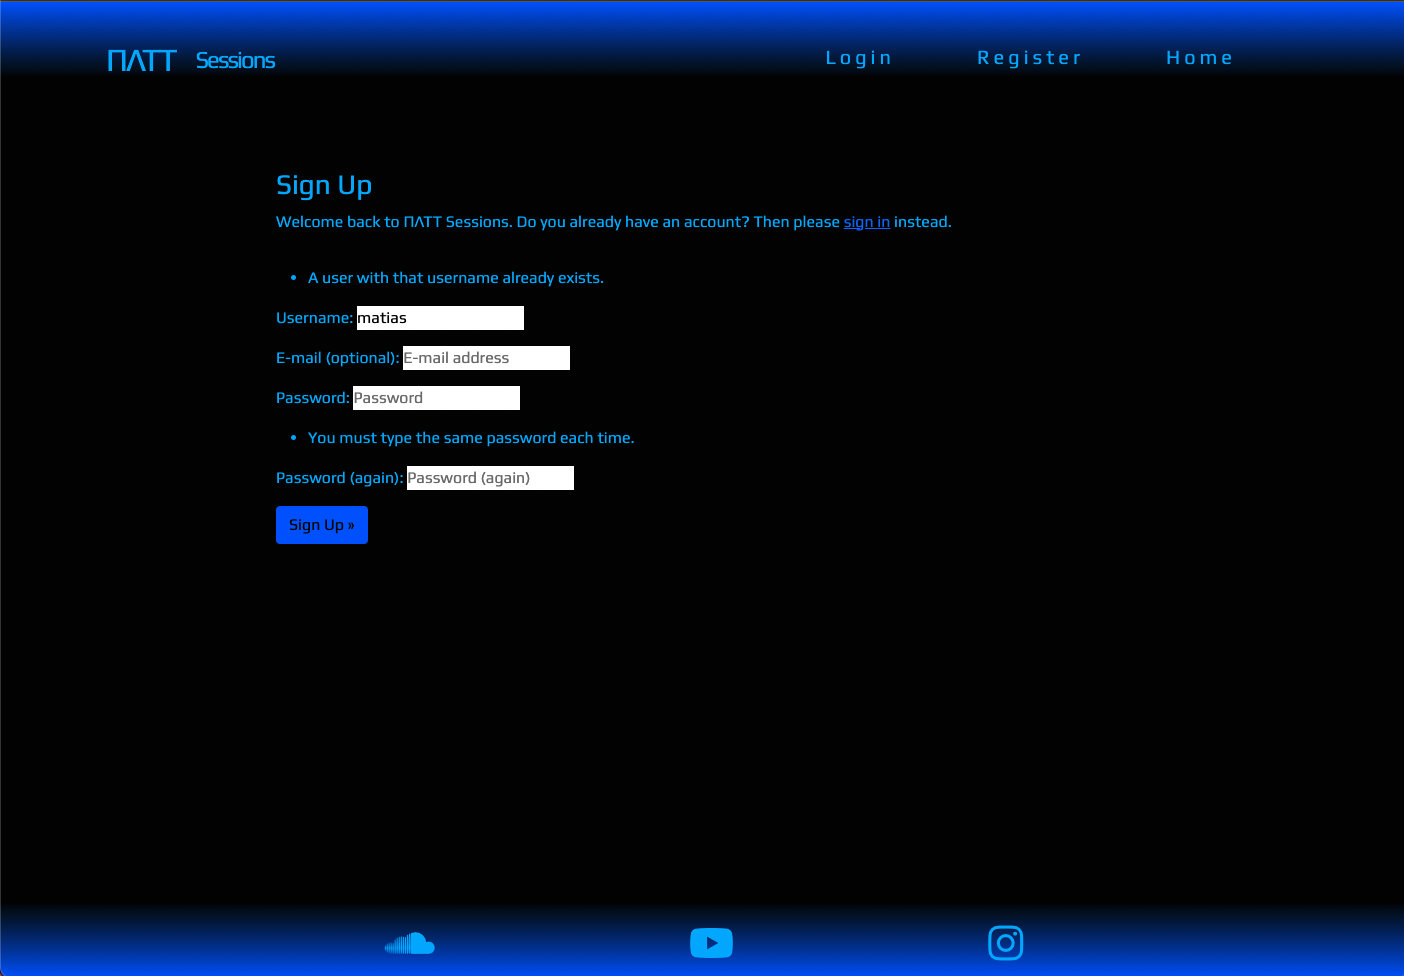 ΠΛTT Sessions Login Register Home
Sign Up
Welcome back to ΠΛTT Sessions. Do you already have an account? Then please sign in instead.
• A user with that username already exists.
Username: matias
E-mail (optional): E-mail address
Password: Password
• You must type the same password each time.
Password (again): Password (again)
Sign Up »